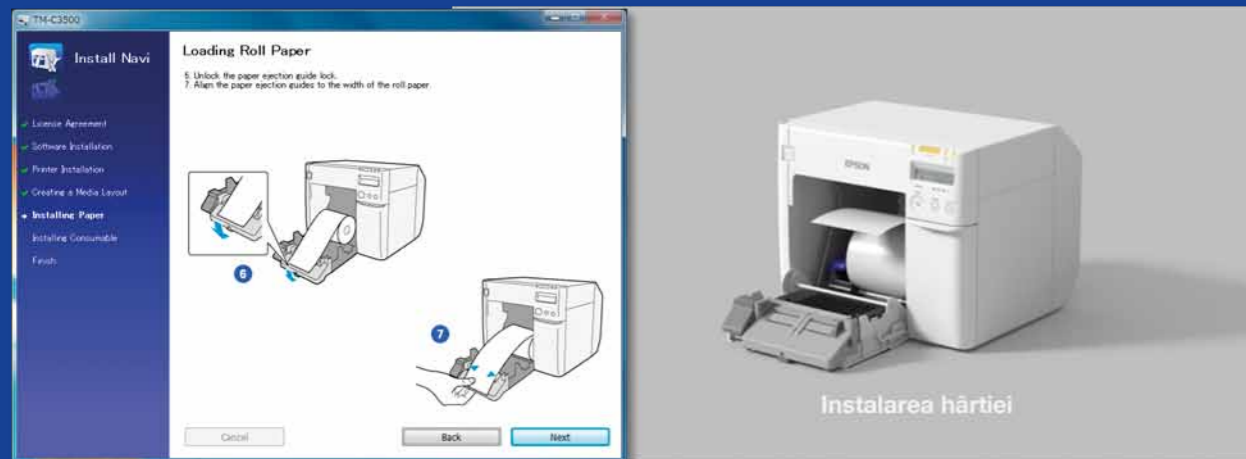 TM-C3500
Install Navi
License Agreement
Software Installation
Printer Installation
Creating a Media Layout
Installing Paper
Installing Consumable
Finish
Loading Roll Paper
6. Unlock the paper ejection guide lock.
7. Align the paper ejection guides to the width of the roll paper.
6
7
Cancel
Back
Next
EPSON
Instalarea hârtiei